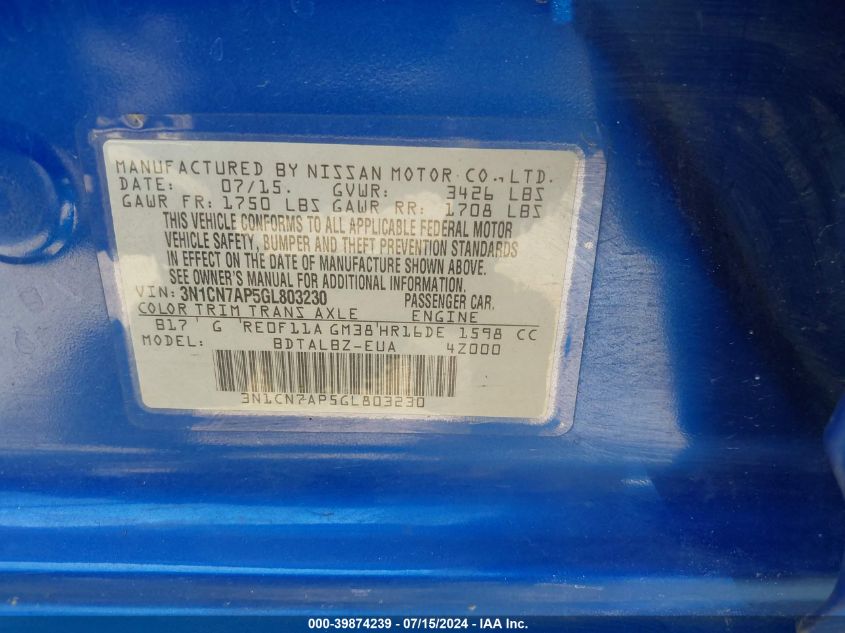 MANUFACTURED BY NISSAN MOTOR CO., LTD.
DATE: 07/15. GVWR: 3426 LBS
GAWR FR: 1750 LBS GAWR RR: 1708 LBS
THIS VEHICLE CONFORMS TO ALL APPLICABLE FEDERAL MOTOR
VEHICLE SAFETY, BUMPER AND THEFT PREVENTION STANDARDS
IN EFFECT ON THE DATE OF MANUFACTURE SHOWN ABOVE.
SEE OWNER'S MANUAL FOR ADDITIONAL INFORMATION.
VIN: 3N1CN7AP5GL803230 PASSENGER CAR.
COLOR TRIM TRANS AXLE ENGINE
B17 G RE0F11A GM38 HR16DE 1598 CC
MODEL: BDTALBZ-EUA 4Z000
3N1CN7AP5GL803230
000-39874239 - 07/15/2024 - IAA Inc.